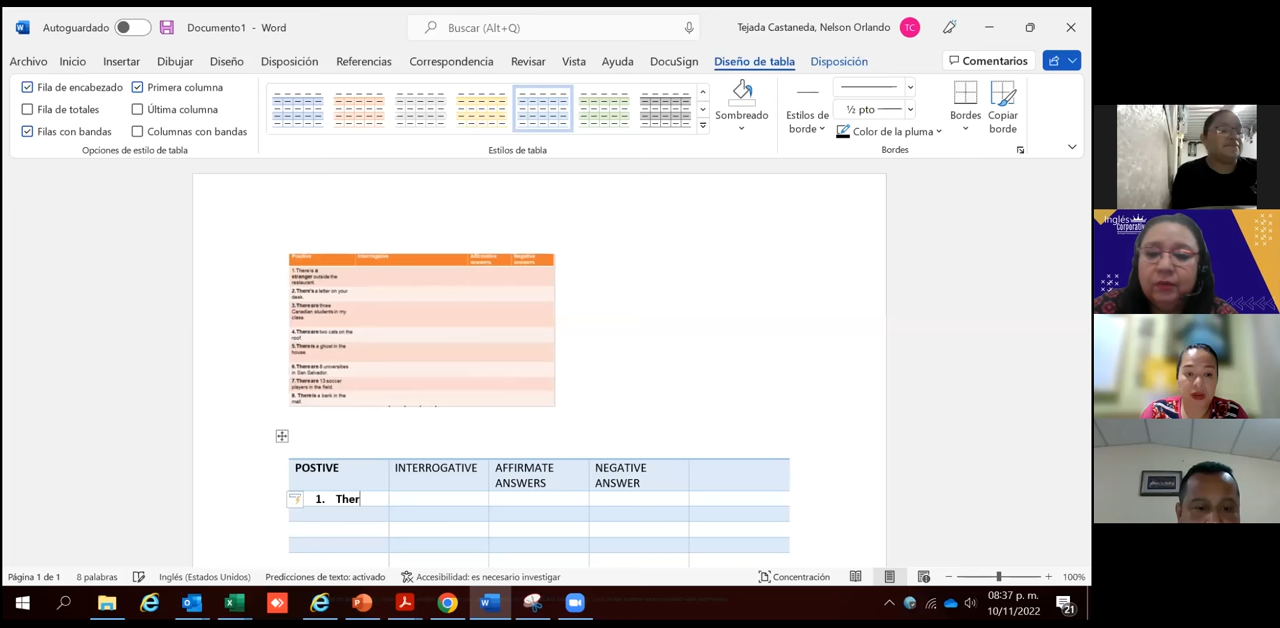 Autoguardado
Documento1 - Word
Buscar (Alt+Q)
Tejada Castaneda, Nelson Orlando
TC
Archivo Inicio Insertar Dibujar Diseño Disposición Referencias Correspondencia Revisar Vista Ayuda DocuSign Diseño de tabla Disposición
Comentarios
Fila de encabezado Primera columna
Fila de totales Última columna
Filas con bandas Columnas con bandas
Opciones de estilo de tabla
Estilos de tabla
Sombreado
Estilos de borde
½ pto
Color de la pluma
Bordes
Copiar borde
Bordes
Positive Interrogative Affirmative answers Negative answers
1.There is a
stranger outside the
restaurant.
2. There's a letter on your
desk.
3.There are three
Canadian students in my
class.
4.There are two cats on the
roof.
5.There is a ghost in the
house.
6.There are 8 universities
in San Salvador.
7.There are 13 soccer
players in the field.
8. There is a bank in the
mall.
POSTIVE INTERROGATIVE AFFIRMATE NEGATIVE
ANSWERS ANSWER
1. Ther
Página 1 de 1 8 palabras Inglés (Estados Unidos) Predicciones de texto: activado Accesibilidad: es necesario investigar Concentración 100%
08:37 p. m.
10/11/2022
21
Inglés
Corporativo